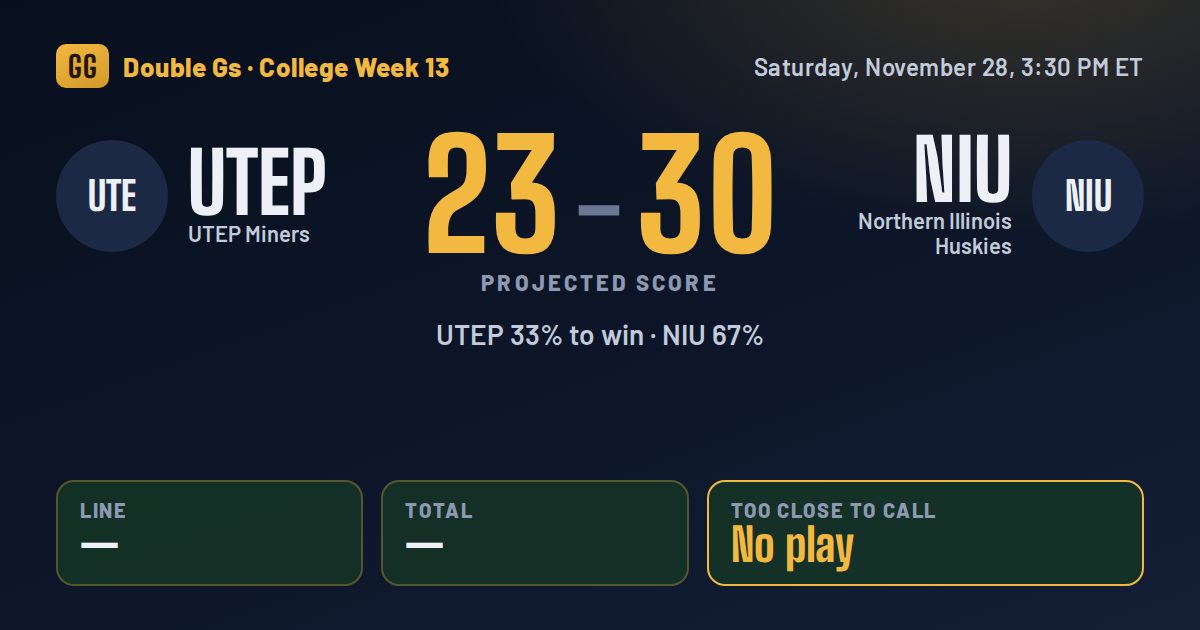 GG
Double Gs · College Week 13
Saturday, November 28, 3:30 PM ET
UTE
UTEP
UTEP Miners
23 – 30
PROJECTED SCORE
UTEP 33% to win · NIU 67%
NIU
Northern Illinois
Huskies
NIU
LINE
—
TOTAL
—
TOO CLOSE TO CALL
No play